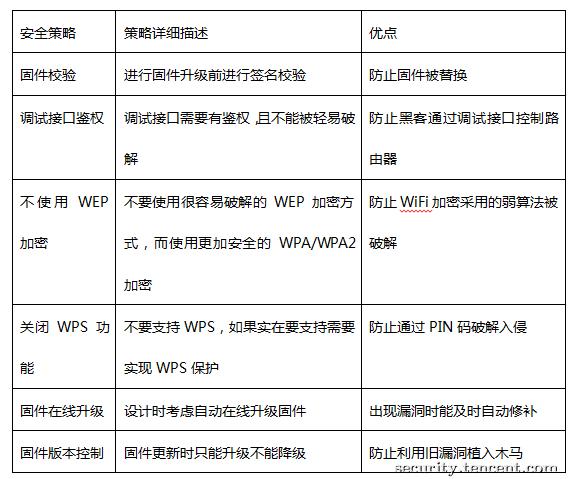 安全策略 策略详细描述 优点
固件校验 进行固件升级前进行签名校验 防止固件被替换
调试接口鉴权 调试接口需要有鉴权,且不能被轻易破 防止黑客通过调试接口控制路
解 由器
不使用 WEP 不要使用很容易破解的 WEP 加密方 防止 WiFi 加密采用的弱算法被
加密 式，而使用更加安全的 WPA/WPA2 破解
加密
关闭 WPS 功 不要支持 WPS，如果实在要支持需要 防止通过 PIN 码破解入侵
能 实现 WPS 保护
固件在线升级 设计时考虑自动在线升级固件 出现漏洞时能及时自动修补
固件版本控制 固件更新时只能升级不能降级 防止利用旧漏洞植入木马
security.tencent.com